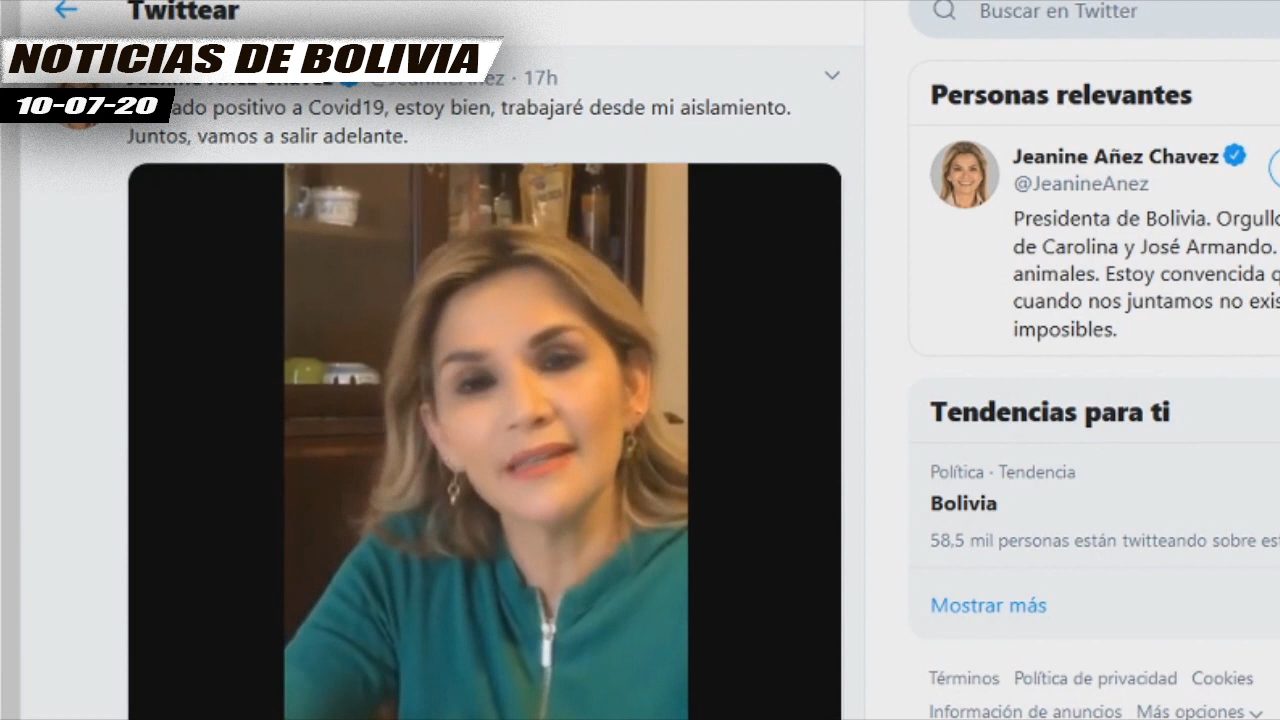 Twittear
Buscar en Twitter
NOTICIAS DE BOLIVIA
10-07-20
· 17h
positivo a Covid19, estoy bien, trabajaré desde mi aislamiento.
Juntos, vamos a salir adelante.
Personas relevantes
Jeanine Añez Chavez
@JeanineAnez
Presidenta de Bolivia.
de Carolina y José Armando.
animales. Estoy convencida
cuando nos juntamos no
imposibles.
Tendencias para ti
Política · Tendencia
Bolivia
58,5 mil personas están twitteando sobre
Mostrar más
Términos Política de privacidad Cookies
Información de anuncios Más opciones